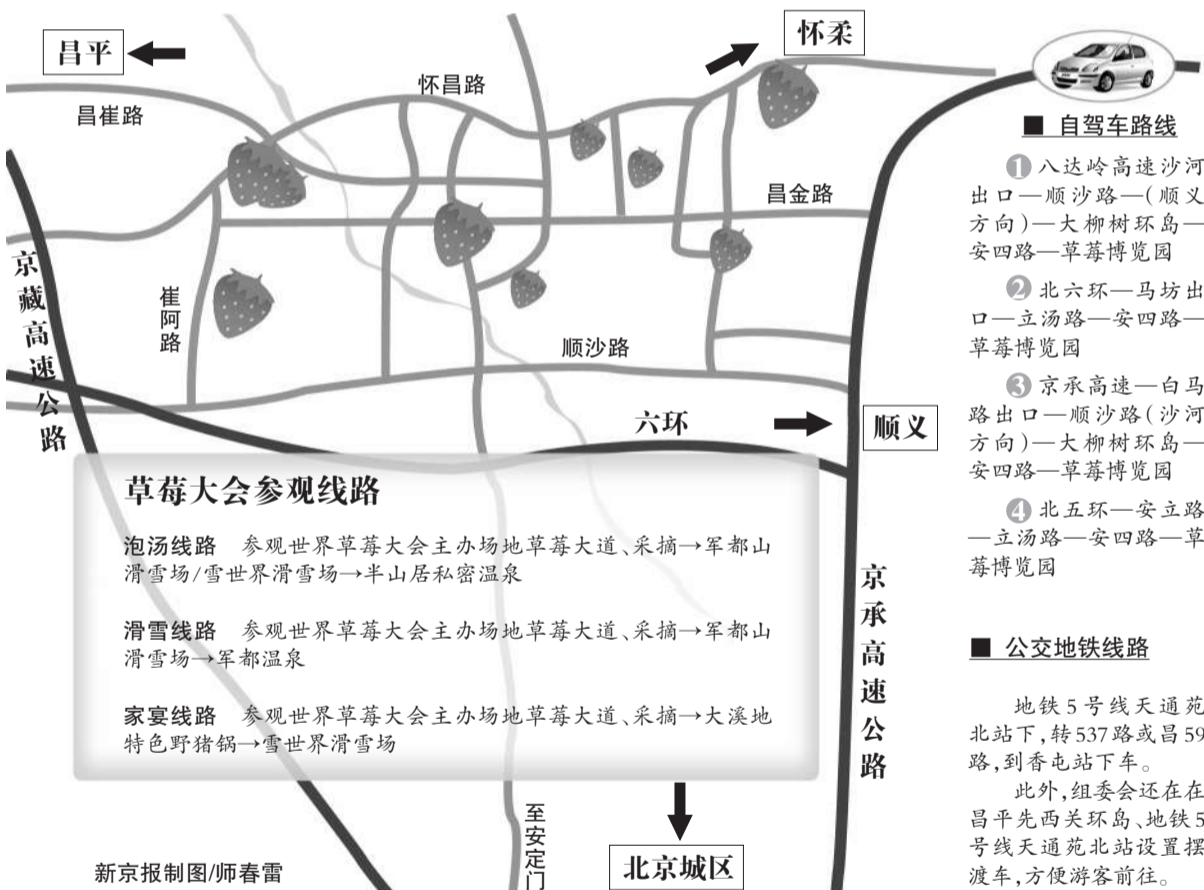 昌平
怀柔
昌崔路
怀昌路
昌金路
京藏高速公路
崔阿路
顺沙路
六环
顺义
草莓大会参观线路
泡汤线路 参观世界草莓大会主办场地草莓大道、采摘→军都山
滑雪场/雪世界滑雪场→半山居私密温泉
滑雪线路 参观世界草莓大会主办场地草莓大道、采摘→军都山
滑雪场→军都温泉
家宴线路 参观世界草莓大会主办场地草莓大道、采摘→大溪地
特色野猪锅→雪世界滑雪场
京承高速公路
至安定门
北京城区
新京报制图/师春雷
■ 自驾车路线
1 八达岭高速沙河
出口—顺沙路—(顺义
方向)—大柳树环岛—
安四路—草莓博览园
2 北六环—马坊出
口—立汤路—安四路—
草莓博览园
3 京承高速—白马
路出口—顺沙路(沙河
方向)—大柳树环岛—
安四路—草莓博览园
4 北五环—安立路
—立汤路—安四路—草
莓博览园
■ 公交地铁线路
地铁5号线天通苑
北站下,转537路或昌59
路,到香屯站下车。
此外,组委会还在在
昌平先西关环岛、地铁5
号线天通苑北站设置摆
渡车,方便游客前往。